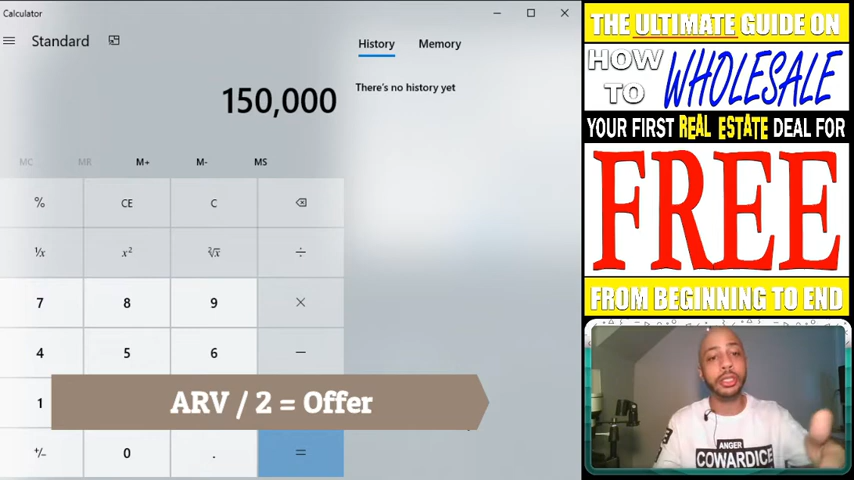 Calculator
Standard
History
Memory
There's no history yet
150,000
MC
MR
M+
M-
MS
%
CE
C
⌫
¹/x
x²
²√x
÷
7
8
9
×
4
5
6
−
1
ARV / 2 = Offer
+/-
0
.
=
THE ULTIMATE GUIDE ON
HOW
TO
WHOLESALE
YOUR FIRST REAL ESTATE DEAL FOR
FREE
FROM BEGINNING TO END
ANGER
COWARDICE